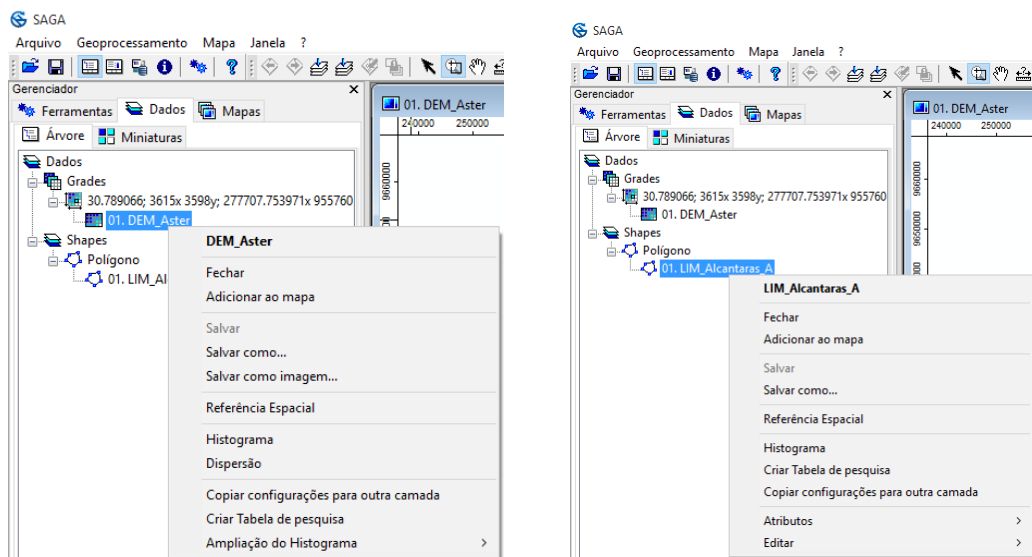 SAGA
Arquivo Geoprocessamento Mapa Janela ?
Gerenciador
Ferramentas Dados Mapas
Árvore Miniaturas
Dados
Grades
30.789066; 3615x 3598y; 277707.753971x 955760
01. DEM_Aster
Shapes
Polígono
01. LIM_Al
DEM_Aster
Fechar
Adicionar ao mapa
Salvar
Salvar como...
Salvar como imagem...
Referência Espacial
Histograma
Dispersão
Copiar configurações para outra camada
Criar Tabela de pesquisa
Ampliação do Histograma
01. DEM_Aster
240000 250000
9660000
SAGA
Arquivo Geoprocessamento Mapa Janela ?
Gerenciador
Ferramentas Dados Mapas
Árvore Miniaturas
Dados
Grades
30.789066; 3615x 3598y; 277707.753971x 955760
01. DEM_Aster
Shapes
Polígono
01. LIM_Alcantaras_A
LIM_Alcantaras_A
Fechar
Adicionar ao mapa
Salvar
Salvar como...
Referência Espacial
Histograma
Criar Tabela de pesquisa
Copiar configurações para outra camada
Atributos
Editar
01. DEM_Aster
240000 250000
9660000
9650000